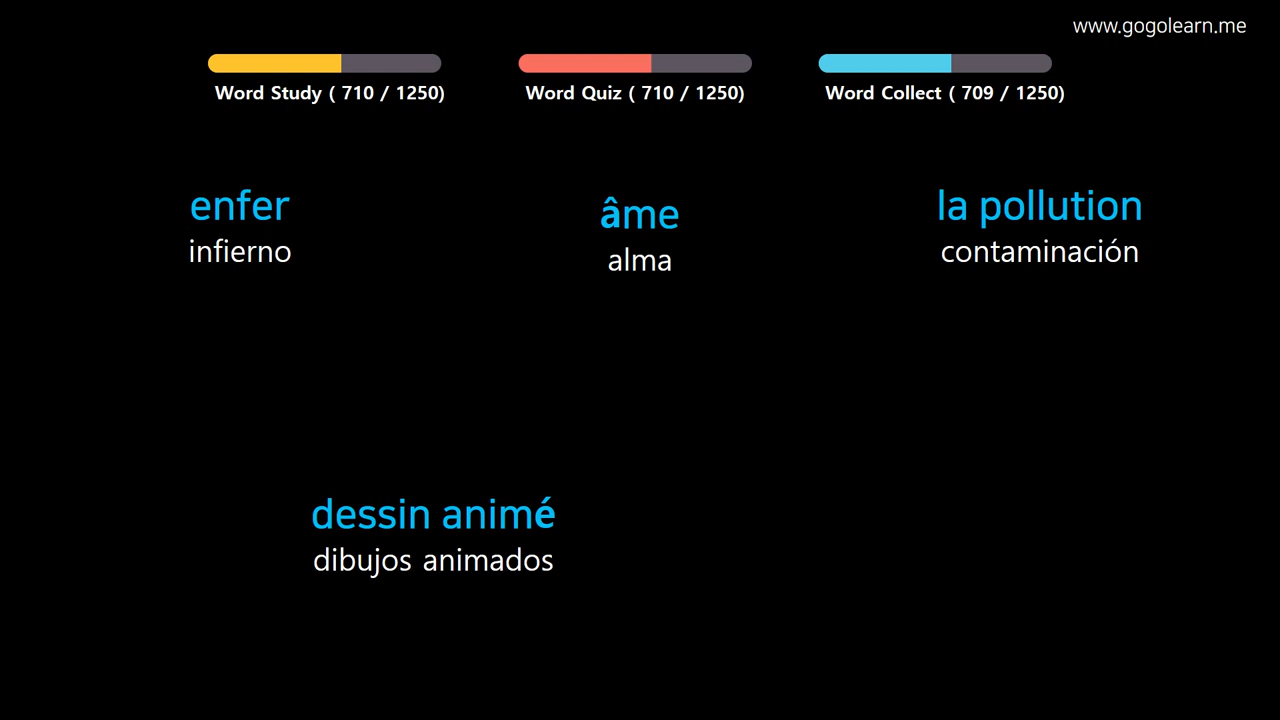 www.gogolearn.me
Word Study ( 710 / 1250)
Word Quiz ( 710 / 1250)
Word Collect ( 709 / 1250)
enfer
infierno
âme
alma
la pollution
contaminación
dessin animé
dibujos animados